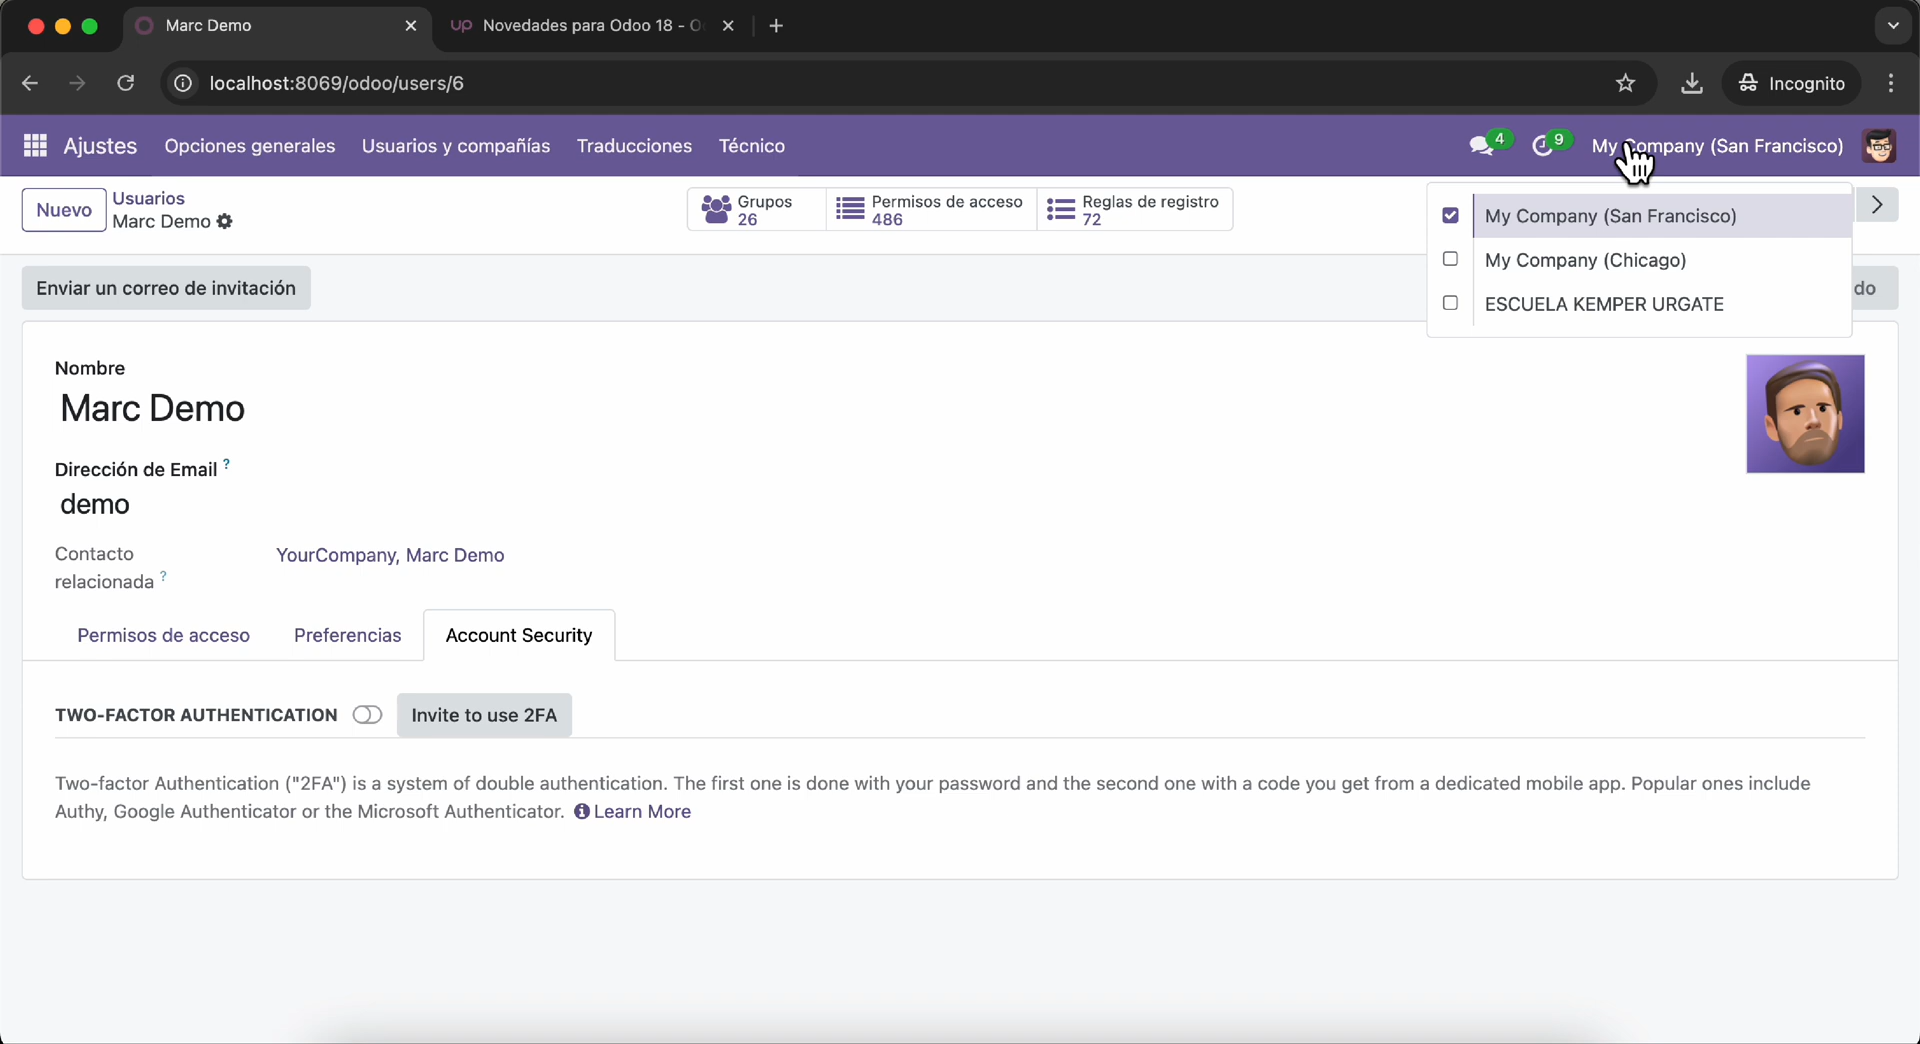 Marc Demo
Novedades para Odoo 18 - O
localhost:8069/odoo/users/6
Incognito
Ajustes
Opciones generales
Usuarios y compañías
Traducciones
Técnico
4
9
My Company (San Francisco)
Nuevo
Usuarios
Marc Demo
Grupos
26
Permisos de acceso
486
Reglas de registro
72
My Company (San Francisco)
My Company (Chicago)
ESCUELA KEMPER URGATE
Enviar un correo de invitación
do
Nombre
Marc Demo
Dirección de Email ?
demo
Contacto
relacionada ?
YourCompany, Marc Demo
Permisos de acceso
Preferencias
Account Security
TWO-FACTOR AUTHENTICATION
Invite to use 2FA
Two-factor Authentication ("2FA") is a system of double authentication. The first one is done with your password and the second one with a code you get from a dedicated mobile app. Popular ones include
Authy, Google Authenticator or the Microsoft Authenticator. Learn More